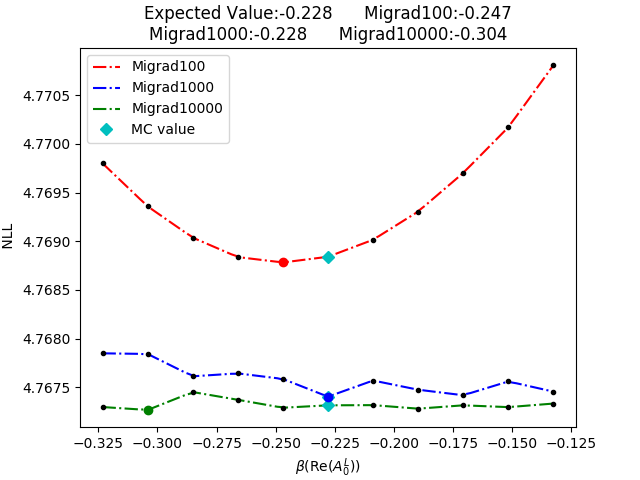 Expected Value:-0.228 Migrad100:-0.247
Migrad1000:-0.228 Migrad10000:-0.304
Migrad100
Migrad1000
Migrad10000
MC value
4.7705
4.7700
4.7695
4.7690
4.7685
4.7680
4.7675
NLL
−0.325 −0.300 −0.275 −0.250 −0.225 −0.200 −0.175 −0.150 −0.125
β(Re(A₀ᴸ))